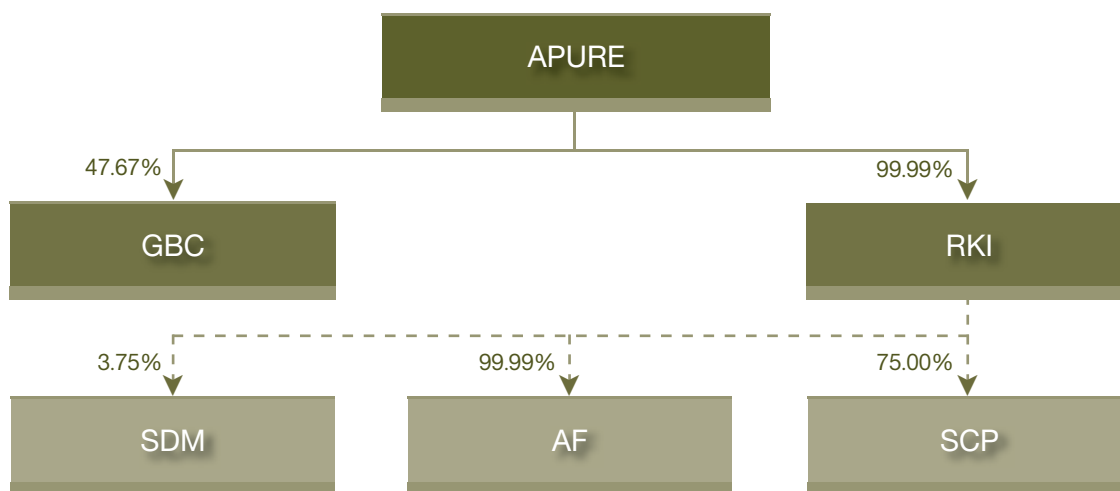 APURE
47.67%
99.99%
GBC
RKI
3.75%
99.99%
75.00%
SDM
AF
SCP